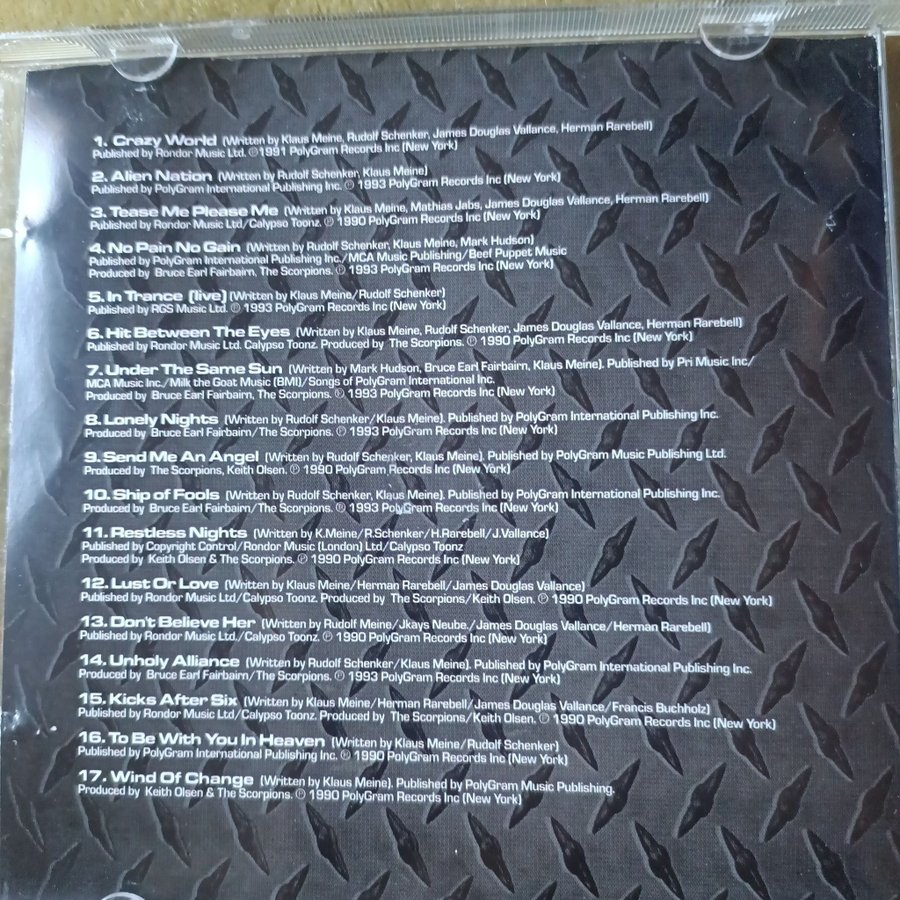 1. Crazy World (Written by Klaus Meine, Rudolf Schenker, James Douglas Vallance, Herman Rarebell)
Published by Rondor Music Ltd. ℗1991 PolyGram Records Inc (New York)
2. Alien Nation (Written by Rudolf Schenker, Klaus Meine)
Published by PolyGram International Publishing Inc. ℗ 1993 PolyGram Records Inc (New York)
3. Tease Me Please Me (Written by Klaus Meine, Mathias Jabs, James Douglas Vallance, Herman Rarebell)
Published by Rondor Music Ltd/Calypso Toonz. ℗ 1990 PolyGram Records Inc (New York)
4. No Pain No Gain (Written by Rudolf Schenker, Klaus Meine, Mark Hudson)
Published by PolyGram International Publishing Inc./MCA Music Publishing/Beef Puppet Music
Produced by Bruce Earl Fairbairn, The Scorpions. ℗ 1993 PolyGram Records Inc (New York)
5. In Trance (live) (Written by Klaus Meine/Rudolf Schenker)
Published by RGS Music Ltd. ℗ 1993 PolyGram Records Inc (New York)
6. Hit Between The Eyes (Written by Klaus Meine, Rudolf Schenker, James Douglas Vallance, Herman Rarebell)
Published by Rondor Music Ltd. Calypso Toonz. Produced by The Scorpions. ℗ 1990 PolyGram Records Inc (New York)
7. Under The Same Sun (Written by Mark Hudson, Bruce Earl Fairbairn, Klaus Meine). Published by Pri Music Inc/
MCA Music Inc./Milk the Goat Music (BMI)/Songs of PolyGram International Inc.
Produced by Bruce Earl Fairbairn, The Scorpions. ℗ 1993 PolyGram Records Inc (New York)
8. Lonely Nights (Written by Rudolf Schenker/Klaus Meine). Published by PolyGram International Publishing Inc.
Produced by Bruce Earl Fairbairn/The Scorpions. ℗ 1993 PolyGram Records Inc (New York)
9. Send Me An Angel (Written by Rudolf Schenker, Klaus Meine). Published by PolyGram Music Publishing Ltd.
Produced by The Scorpions, Keith Olsen. ℗ 1990 PolyGram Records Inc (New York)
10. Ship of Fools (Written by Rudolf Schenker, Klaus Meine). Published by PolyGram International Publishing Inc.
Produced by Bruce Earl Fairbairn/The Scorpions. ℗ 1993 PolyGram Records Inc (New York)
11. Restless Nights (Written by K.Meine/R.Schenker/H.Rarebell/J.Vallance)
Published by Copyright Control/Rondor Music (London) Ltd/Calypso Toonz
Produced by Keith Olsen & The Scorpions. ℗ 1990 PolyGram Records Inc (New York)
12. Lust Or Love (Written by Klaus Meine/Herman Rarebell/James Douglas Vallance)
Published by Rondor Music Ltd/Calypso Toonz. Produced by The Scorpions/Keith Olsen. ℗ 1990 PolyGram Records Inc (New York)
13. Don't Believe Her (Written by Rudolf Meine/Jkays Neube./James Douglas Vallance/Herman Rarebell)
Published by Rondor Music Ltd/Calypso Toonz. ℗ 1990 PolyGram Records Inc (New York)
14. Unholy Alliance (Written by Rudolf Schenker/Klaus Meine). Published by PolyGram International Publishing Inc.
Produced by Bruce Earl Fairbairn/The Scorpions. ℗ 1993 PolyGram Records Inc (New York)
15. Kicks After Six (Written by Klaus Meine/Herman Rarebell/James Douglas Vallance/Francis Buchholz)
Published by Rondor Music Ltd/Calypso Toonz. Produced by The Scorpions/Keith Olsen. ℗ 1990 PolyGram Records Inc (New York)
16. To Be With You In Heaven (Written by Klaus Meine/Rudolf Schenker)
Published by PolyGram International Publishing Inc. ℗ 1993 PolyGram Records Inc (New York)
17. Wind Of Change (Written by Klaus Meine). Published by PolyGram Music Publishing.
Produced by Keith Olsen & The Scorpions. ℗ 1990 PolyGram Records Inc (New York)